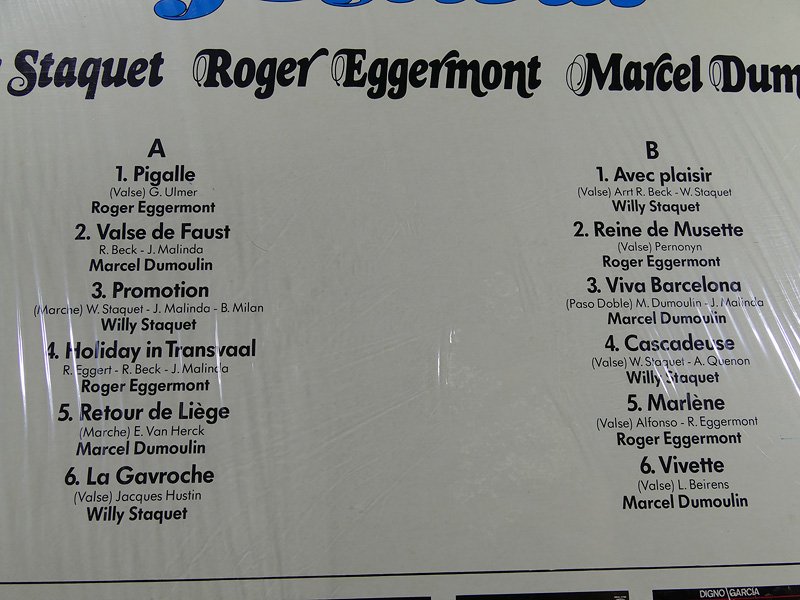 Staquet Roger Eggermont Marcel
A
1. Pigalle
(Valse) G. Ulmer
Roger Eggermont
2. Valse de Faust
R. Beck - J. Malinda
Marcel Dumoulin
3. Promotion
(Marche) W. Staquet - J. Malinda - B. Milan
Willy Staquet
4. Holiday in Transvaal
R. Eggert - R. Beck - J. Malinda
Roger Eggermont
5. Retour de Liège
(Marche) E. Van Herck
Marcel Dumoulin
6. La Gavroche
(Valse) Jacques Hustin
Willy Staquet
B
1. Avec plaisir
(Valse) Arrt R. Beck - W. Staquet
Willy Staquet
2. Reine de Musette
(Valse) Pernonyn
Roger Eggermont
3. Viva Barcelona
(Paso Doble) M. Dumoulin - J. Malinda
Marcel Dumoulin
4. Cascadeuse
(Valse) W. Staquet - A. Quenon
Willy Staquet
5. Marlène
(Valse) Alfonso - R. Eggermont
Roger Eggermont
6. Vivette
(Valse) L. Beirens
Marcel Dumoulin
DIGNO GARCIA